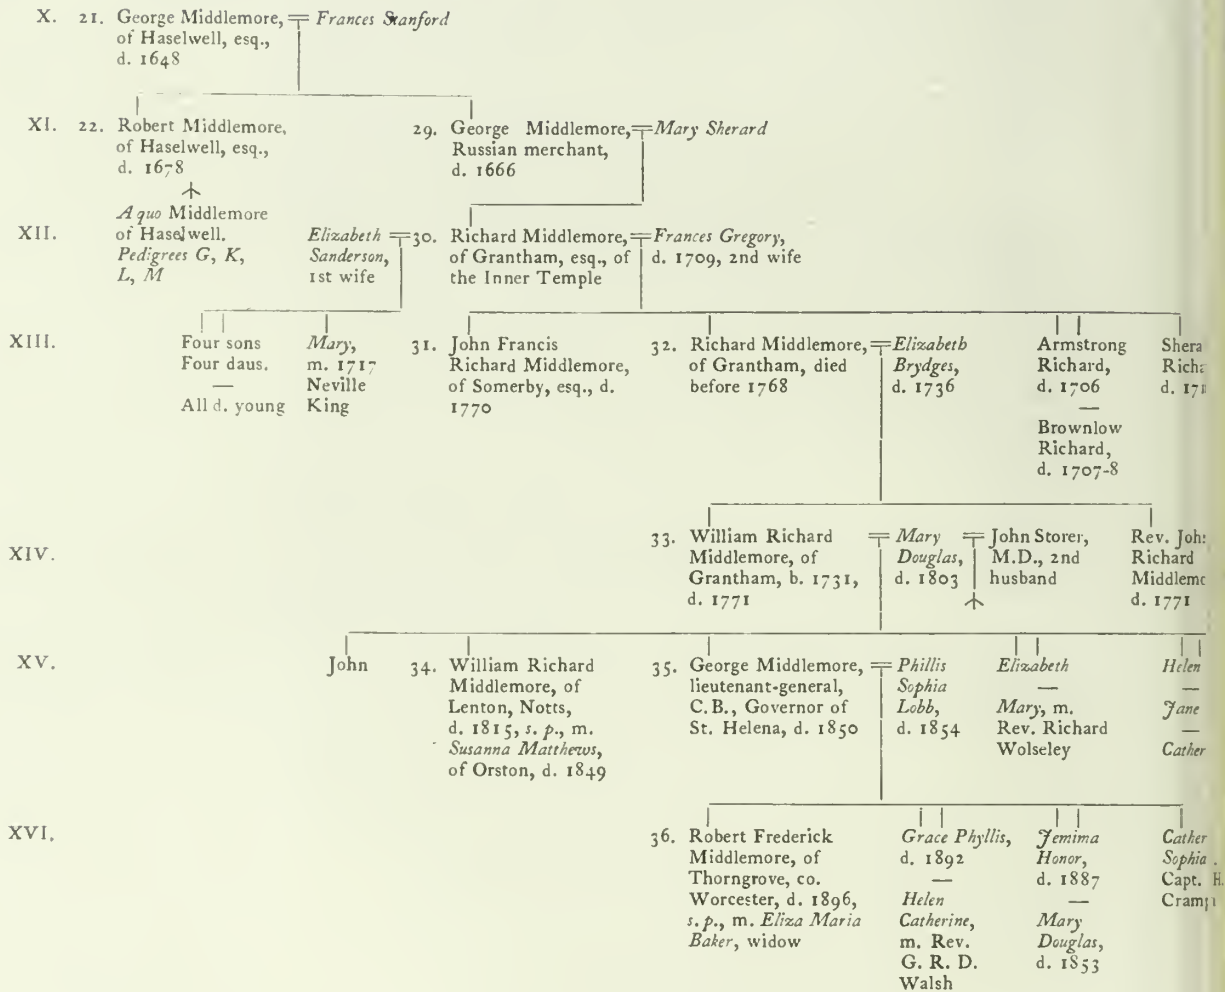 X. 21. George Middlemore, Frances Stanford
of Haselwell, esq.,
d. 1648
XI. 22. Robert Middlemore,
of Haselwell, esq.,
d. 1678
A quo Middlemore
of Haselwell.
Pedigrees G, K,
L, M
29. George Middlemore, Mary Sherard
Russian merchant,
d. 1666
XII.
Elizabeth
Sanderson,
1st wife
30. Richard Middlemore,
of Grantham, esq., of
the Inner Temple
Frances Gregory,
d. 1709, 2nd wife
XIII.
Four sons
Four daus.
—
All d. young
Mary,
m. 1717
Neville
King
31. John Francis
Richard Middlemore,
of Somerby, esq., d.
1770
32. Richard Middlemore,
of Grantham, died
before 1768
Elizabeth
Brydges,
d. 1736
Armstrong
Richard,
d. 1706
—
Brownlow
Richard,
d. 1707-8
d.
XIV.
33. William Richard
Middlemore, of
Grantham, b. 1731,
d. 1771
Mary
Douglas,
d. 1803
John Storer,
M.D., 2nd
husband
Rev.
Richard
d. 1771
XV.
John
34. William Richard
Middlemore, of
Lenton, Notts,
d. 1815, s. p., m.
Susanna Matthews,
of Orston, d. 1849
35. George Middlemore,
lieutenant-general,
C.B., Governor of
St. Helena, d. 1850
Phillis
Sophia
Lobb,
d. 1854
Elizabeth
—
Mary, m.
Rev. Richard
Wolseley
Helen
—
Jane
—
XVI.
36. Robert Frederick
Middlemore, of
Thorngrove, co.
Worcester, d. 1896,
s.p., m. Eliza Maria
Baker, widow
Grace Phyllis,
d. 1892
—
Helen
Catherine,
m. Rev.
G. R. D.
Walsh
Jemima
Honor,
d. 1887
—
Mary
Douglas,
d. 1853
Sophia
Capt. H.